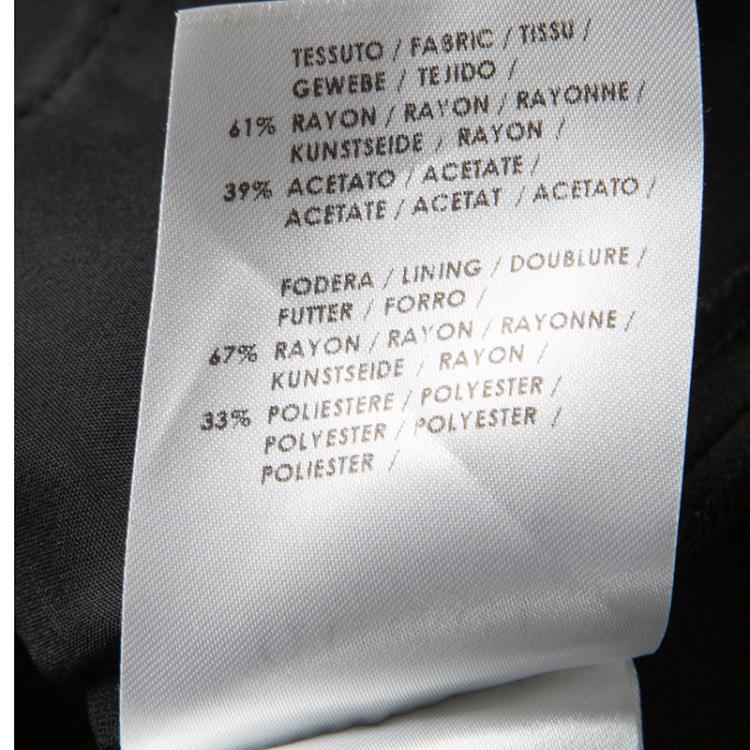 TESSUTO / FABRIC / TISSU /
GEWEBE / TEJIDO /
61% RAYON / RAYON / RAYONNE /
KUNSTSEIDE / RAYON /
39% ACETATO / ACETATE /
ACETATE / ACETAT / ACETATO /
FODERA / LINING / DOUBLURE /
FUTTER / FORRO /
67% RAYON / RAYON / RAYONNE /
KUNSTSEIDE / RAYON /
33% POLIESTERE / POLYESTER /
POLYESTER / POLYESTER /
POLIESTER /